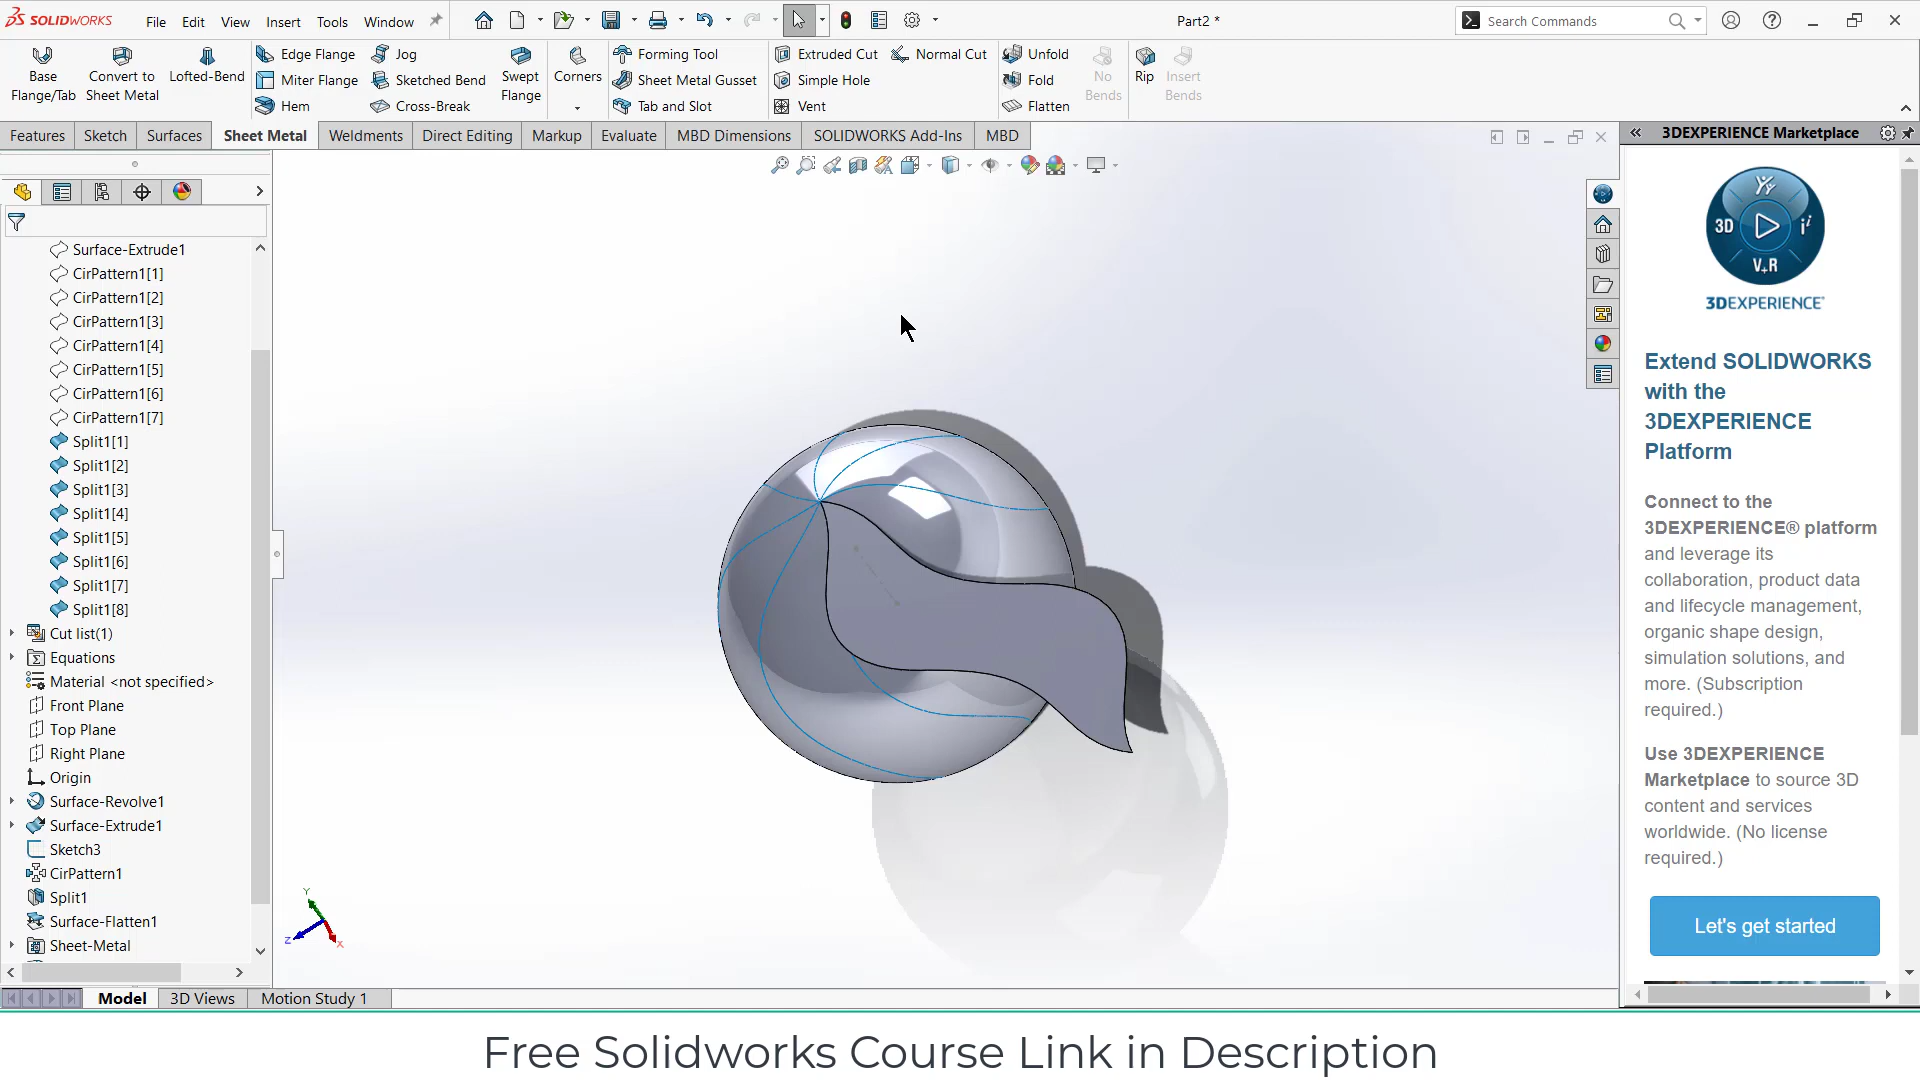 SOLIDWORKS File Edit View Insert Tools Window Part2 * Search Commands
Base Flange/Tab
Convert to Sheet Metal
Lofted-Bend
Edge Flange
Miter Flange
Hem
Jog
Sketched Bend
Cross-Break
Swept Flange
Corners
Forming Tool
Sheet Metal Gusset
Tab and Slot
Extruded Cut
Simple Hole
Vent
Normal Cut
Unfold
Fold
Flatten
No Bends
Rip
Insert Bends
Features Sketch Surfaces Sheet Metal Weldments Direct Editing Markup Evaluate MBD Dimensions SOLIDWORKS Add-Ins MBD
Surface-Extrude1
CirPattern1[1]
CirPattern1[2]
CirPattern1[3]
CirPattern1[4]
CirPattern1[5]
CirPattern1[6]
CirPattern1[7]
Split1[1]
Split1[2]
Split1[3]
Split1[4]
Split1[5]
Split1[6]
Split1[7]
Split1[8]
Cut list(1)
Equations
Material <not specified>
Front Plane
Top Plane
Right Plane
Origin
Surface-Revolve1
Surface-Extrude1
Sketch3
CirPattern1
Split1
Surface-Flatten1
Sheet-Metal
Y
Z
X
Model 3D Views Motion Study 1
3DEXPERIENCE Marketplace
3D
V+R
3DEXPERIENCE
Extend SOLIDWORKS
with the
3DEXPERIENCE
Platform
Connect to the
3DEXPERIENCE® platform
and leverage its
collaboration, product data
and lifecycle management,
organic shape design,
simulation solutions, and
more. (Subscription
required.)
Use 3DEXPERIENCE
Marketplace to source 3D
content and services
worldwide. (No license
required.)
Let's get started
Free Solidworks Course Link in Description